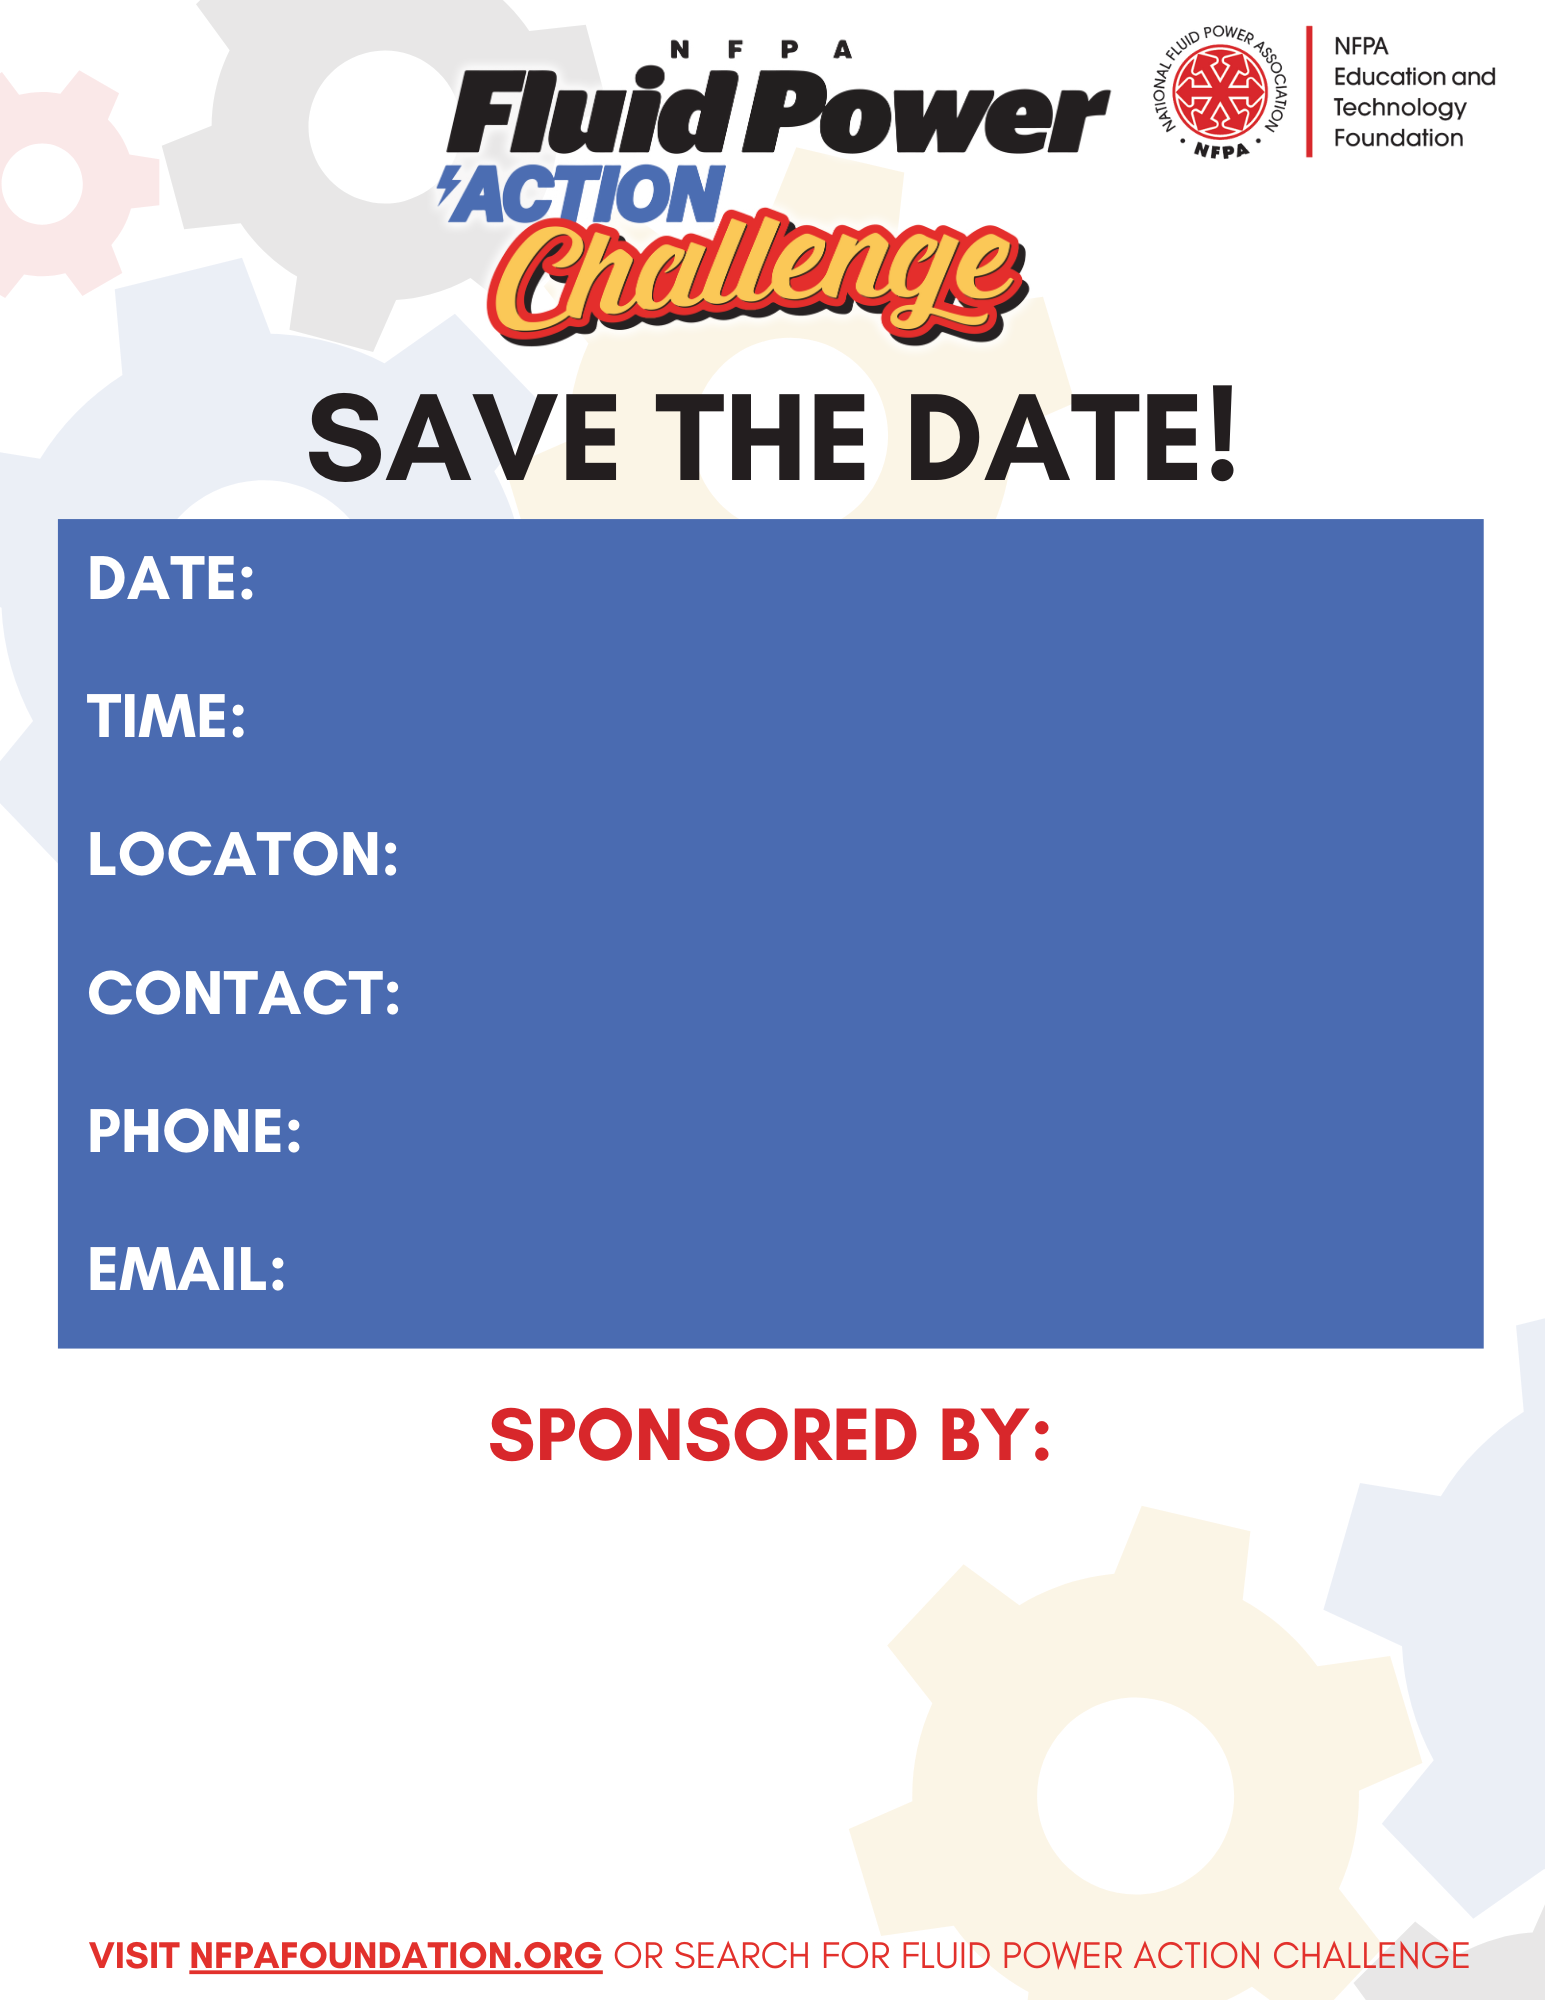 N F P A
Fluid Power
ACTION
Challenge
NATIONAL FLUID POWER ASSOCIATION
• NFPA •
NFPA
Education and
Technology
Foundation
SAVE THE DATE!
DATE:
TIME:
LOCATON:
CONTACT:
PHONE:
EMAIL:
SPONSORED BY:
VISIT NFPAFOUNDATION.ORG OR SEARCH FOR FLUID POWER ACTION CHALLENGE